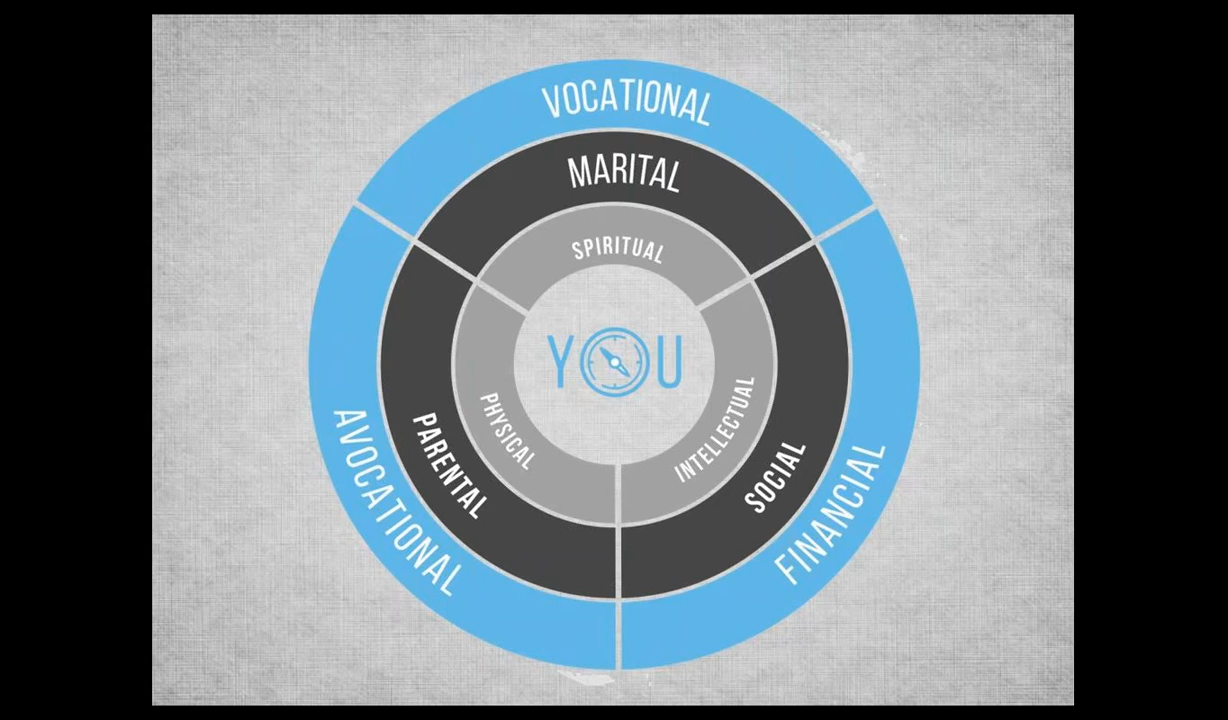 VOCATIONAL
MARITAL
SPIRITUAL
YOU
PHYSICAL
INTELLECTUAL
PARENTAL
SOCIAL
AVOCATIONAL
FINANCIAL